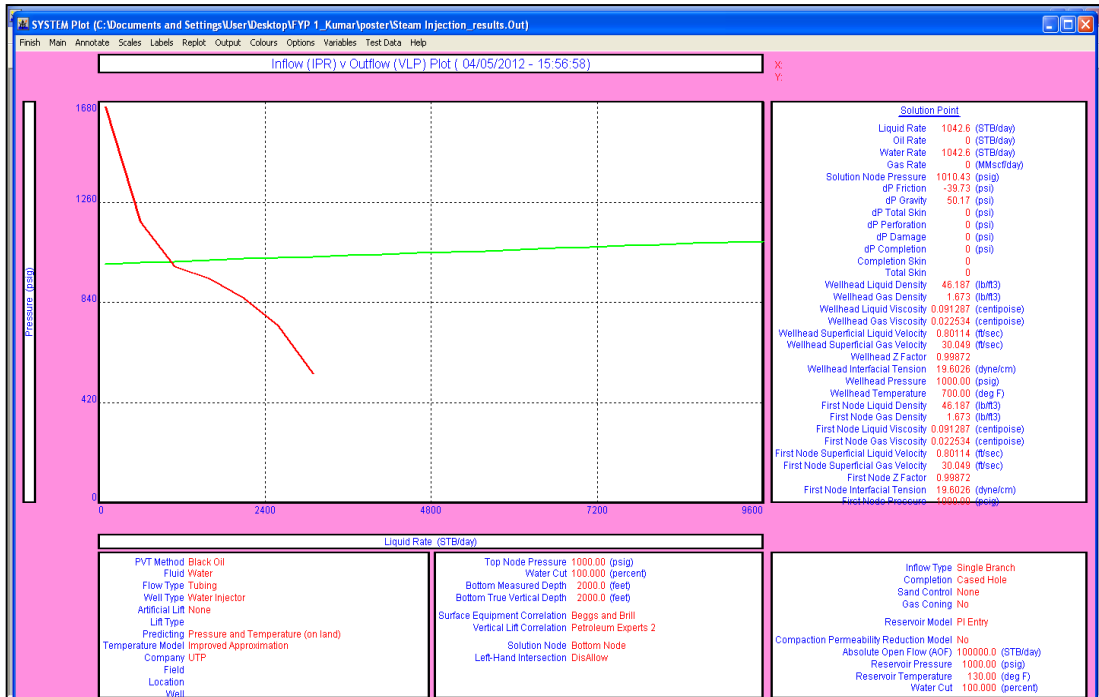 SYSTEM Plot (C:\Documents and Settings\User\Desktop\FYP 1_Kumar\poster\Steam Injection_results.Out)
Finish Main Annotate Scales Labels Replot Output Colours Options Variables Test Data Help
Inflow (IPR) v Outflow (VLP) Plot ( 04/05/2012 - 15:56:58)
X:
Y:
Pressure (psig)
1680
1260
840
420
0
0 2400 4800 7200 9600
Liquid Rate (STB/day)
Solution Point
Liquid Rate 1042.6 (STB/day)
Oil Rate 0 (STB/day)
Water Rate 1042.6 (STB/day)
Gas Rate 0 (MMscf/day)
Solution Node Pressure 1010.43 (psig)
dP Friction -39.73 (psi)
dP Gravity 50.17 (psi)
dP Total Skin 0 (psi)
dP Perforation 0 (psi)
dP Damage 0 (psi)
dP Completion 0 (psi)
Completion Skin 0
Total Skin 0
Wellhead Liquid Density 46.187 (lb/ft3)
Wellhead Gas Density 1.673 (lb/ft3)
Wellhead Liquid Viscosity 0.091287 (centipoise)
Wellhead Gas Viscosity 0.022534 (centipoise)
Wellhead Superficial Liquid Velocity 0.80114 (ft/sec)
Wellhead Superficial Gas Velocity 30.049 (ft/sec)
Wellhead Z Factor 0.99872
Wellhead Interfacial Tension 19.6026 (dyne/cm)
Wellhead Pressure 1000.00 (psig)
Wellhead Temperature 700.00 (deg F)
First Node Liquid Density 46.187 (lb/ft3)
First Node Gas Density 1.673 (lb/ft3)
First Node Liquid Viscosity 0.091287 (centipoise)
First Node Gas Viscosity 0.022534 (centipoise)
First Node Superficial Liquid Velocity 0.80114 (ft/sec)
First Node Superficial Gas Velocity 30.049 (ft/sec)
First Node Z Factor 0.99872
First Node Interfacial Tension 19.6026 (dyne/cm)
First Node Pressure 1000.00 (psig)
PVT Method Black Oil
Fluid Water
Flow Type Tubing
Well Type Water Injector
Artificial Lift None
Lift Type
Predicting Pressure and Temperature (on land)
Temperature Model Improved Approximation
Company UTP
Field
Location
Well
Top Node Pressure 1000.00 (psig)
Water Cut 100.000 (percent)
Bottom Measured Depth 2000.0 (feet)
Bottom True Vertical Depth 2000.0 (feet)
Surface Equipment Correlation Beggs and Brill
Vertical Lift Correlation Petroleum Experts 2
Solution Node Bottom Node
Left-Hand Intersection DisAllow
Inflow Type Single Branch
Completion Cased Hole
Sand Control None
Gas Coning No
Reservoir Model PI Entry
Compaction Permeability Reduction Model No
Absolute Open Flow (AOF) 100000.0 (STB/day)
Reservoir Pressure 1000.00 (psig)
Reservoir Temperature 130.00 (deg F)
Water Cut 100.000 (percent)